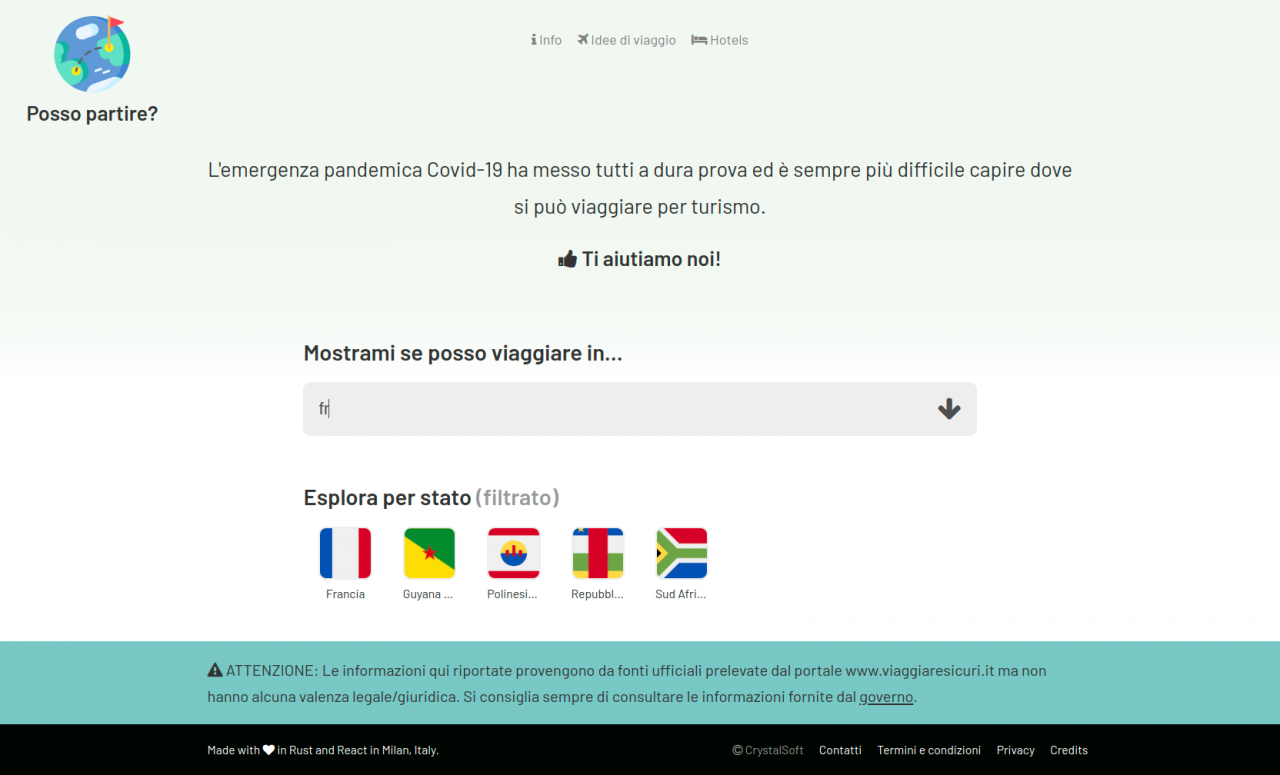 Info Idee di viaggio Hotels
Posso partire?
L'emergenza pandemica Covid-19 ha messo tutti a dura prova ed è sempre più difficile capire dove
si può viaggiare per turismo.
Ti aiutiamo noi!
Mostrami se posso viaggiare in...
fr
Esplora per stato (filtrato)
Francia Guyana ... Polinesi... Repubbl... Sud Afri...
ATTENZIONE: Le informazioni qui riportate provengono da fonti ufficiali prelevate dal portale www.viaggiaresicuri.it ma non
hanno alcuna valenza legale/giuridica. Si consiglia sempre di consultare le informazioni fornite dal governo.
Made with in Rust and React in Milan, Italy. © CrystalSoft Contatti Termini e condizioni Privacy Credits